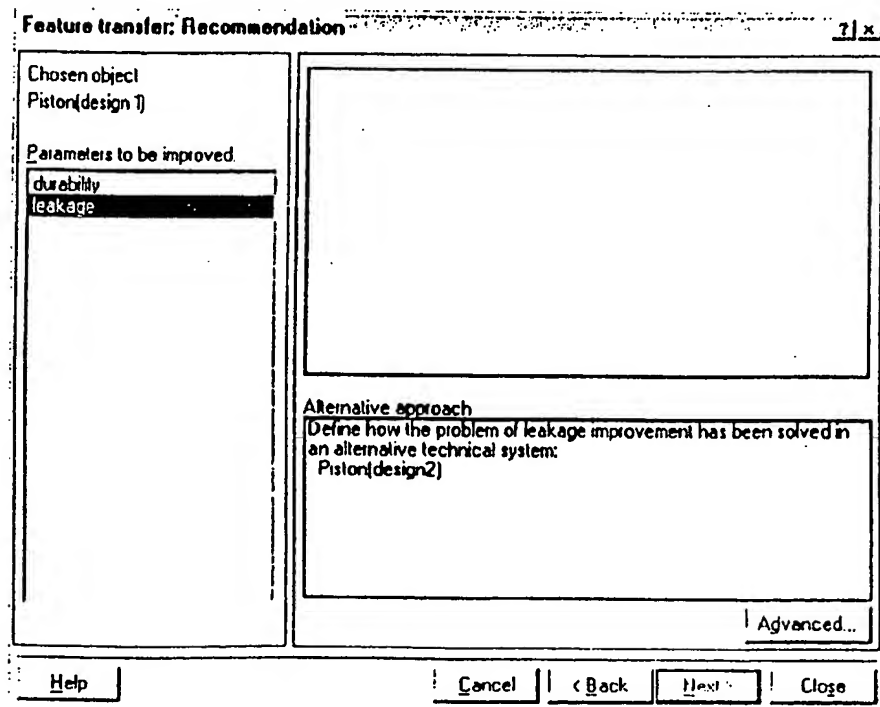 Feature transfer: Recommendation
? ×
Chosen object
Piston(design 1)
Parameters to be improved.
durability
leakage
Alternative approach
Define how the problem of leakage improvement has been solved in
an alternative technical system:
Piston(design2)
Advanced...
Help
Cancel
< Back
Next >
Close